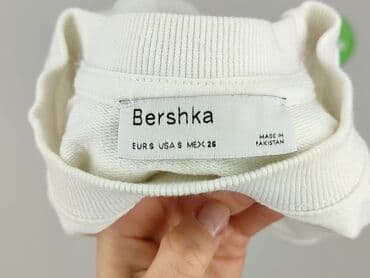 Bershka
EUR S USA S MEX 26
MADE IN
PAKISTAN